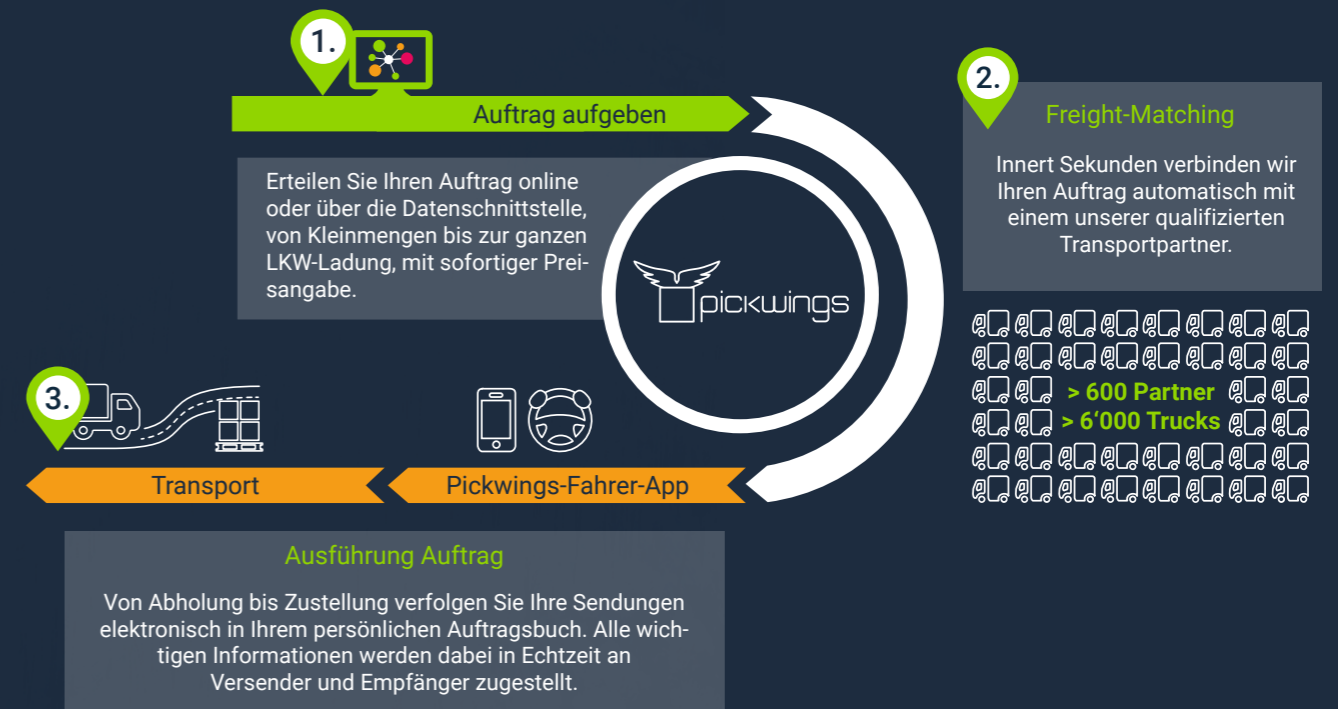 1.
Auftrag aufgeben
Erteilen Sie Ihren Auftrag online
oder über die Datenschnittstelle,
von Kleinmengen bis zur ganzen
LKW-Ladung, mit sofortiger Prei-
sangabe.
pickwings
2.
Freight-Matching
Innert Sekunden verbinden wir
Ihren Auftrag automatisch mit
einem unserer qualifizierten
Transportpartner.
> 600 Partner
> 6‘000 Trucks
3.
Transport
Pickwings-Fahrer-App
Ausführung Auftrag
Von Abholung bis Zustellung verfolgen Sie Ihre Sendungen
elektronisch in Ihrem persönlichen Auftragsbuch. Alle wich-
tigen Informationen werden dabei in Echtzeit an
Versender und Empfänger zugestellt.